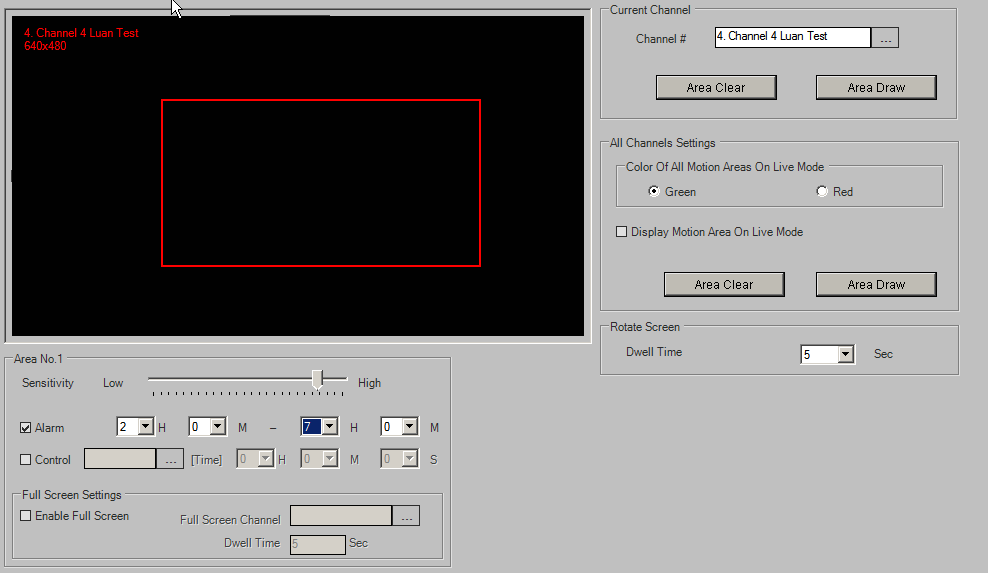 4. Channel 4 Luan Test
640x480
Current Channel
Channel #
4. Channel 4 Luan Test
...
Area Clear
Area Draw
All Channels Settings
Color Of All Motion Areas On Live Mode
Green
Red
Display Motion Area On Live Mode
Area Clear
Area Draw
Rotate Screen
Dwell Time
5
Sec
Area No.1
Sensitivity Low High
Alarm 2 H 0 M – 7 H 0 M
Control ... [Time] 0 H 0 M 0 S
Full Screen Settings
Enable Full Screen
Full Screen Channel ...
Dwell Time 5 Sec